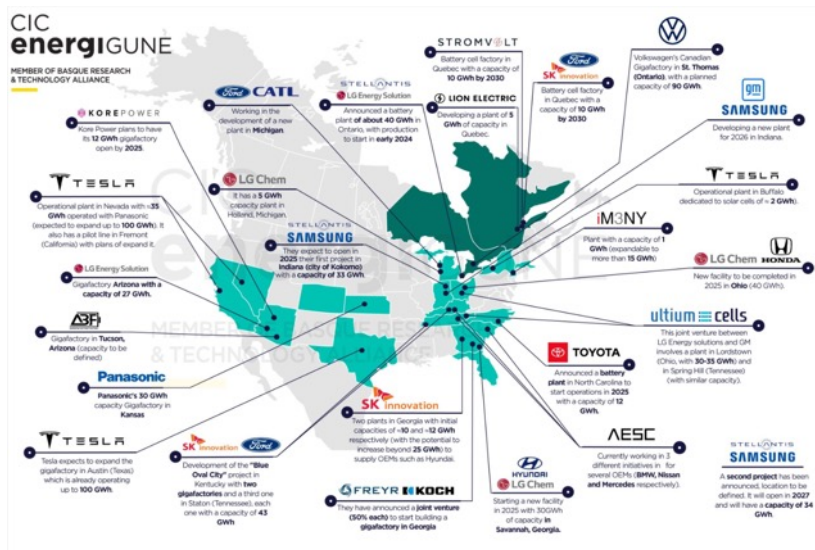 CIC
energiGUNE
MEMBER OF BASQUE RESEARCH
& TECHNOLOGY ALLIANCE
KOREPOWER
Kore Power plans to have
its 12 GWh gigafactory
open by 2025.
Ford CATL
Working in the
development of a new
plant in Michigan.
STELLANTIS
LG Energy Solution
Announced a battery
plant of about 40 GWh in
Ontario, with production
to start in early 2024
STROMVOLT
Battery cell factory in
Quebec with a capacity of
10 GWh by 2030
LION ELECTRIC
Developing a plant of 5
GWh of capacity in
Quebec.
Ford
SK innovation
Battery cell factory
in Quebec with a
capacity of 10 GWh
by 2030
Volkswagen's Canadian
Gigafactory in St. Thomas
(Ontario), with a planned
capacity of 90 GWh.
gm
SAMSUNG
Developing a new plant
for 2026 in Indiana.
TESLA
Operational plant in Nevada with ≈35
GWh operated with Panasonic
(expected to expand up to 100 GWh). It
also has a pilot line in Fremont
(California) with plans of expand it.
LG Chem
It has a 5 GWh
capacity plant in
Holland, Michigan.
STELLANTIS
SAMSUNG
They expect to open in
2025 their first project in
Indiana (city of Kokomo)
with a capacity of 33 GWh.
TESLA
Operational plant in Buffalo
dedicated to solar cells of ≈ 2 GWh).
iM3NY
Plant with a capacity of 1
GWh (expandable to
more than 15 GWh)
LG Chem HONDA
New facility to be completed in
2025 in Ohio (40 GWh).
LG Energy Solution
Gigafactory Arizona with a
capacity of 27 GWh.
ABF
Gigafactory in Tucson,
Arizona (capacity to be
defined)
Panasonic
Panasonic's 30 GWh
capacity Gigafactory in
Kansas
TESLA
Tesla expects to expand the
gigafactory in Austin (Texas)
which is already operating
up to 100 GWh.
SK innovation Ford
Development of the "Blue
Oval City" project in
Kentucky with two
gigafactories and a third one
in Staton (Tennessee), each
one with a capacity of 43
GWh
SK innovation
Two plants in Georgia with initial
capacities of ≈10 and ≈12 GWh
respectively (with the potential to
increase beyond 25 GWh) to
supply OEMs such as Hyundai.
FREYR KOCH
They have announced a joint venture
(50% each) to start building a
gigafactory in Georgia
HYUNDAI
LG Chem
Starting a new facility
in 2025 with 30GWh
of capacity in
Savannah, Georgia.
TOYOTA
Announced a battery
plant in North Carolina to
start operations in 2025
with a capacity of 12
GWh.
ultium cells
This joint venture between
LG Energy solutions and GM
involves a plant in Lordstown
(Ohio, with 30-35 GWh) and
in Spring Hill (Tennessee)
(with similar capacity).
AESC
Currently working in 3
different initiatives in for
several OEMs (BMW, Nissan
and Mercedes respectively).
STELLANTIS
SAMSUNG
A second project has been
announced, location to be
defined. It will open in 2027
and will have a capacity of 34
GWh